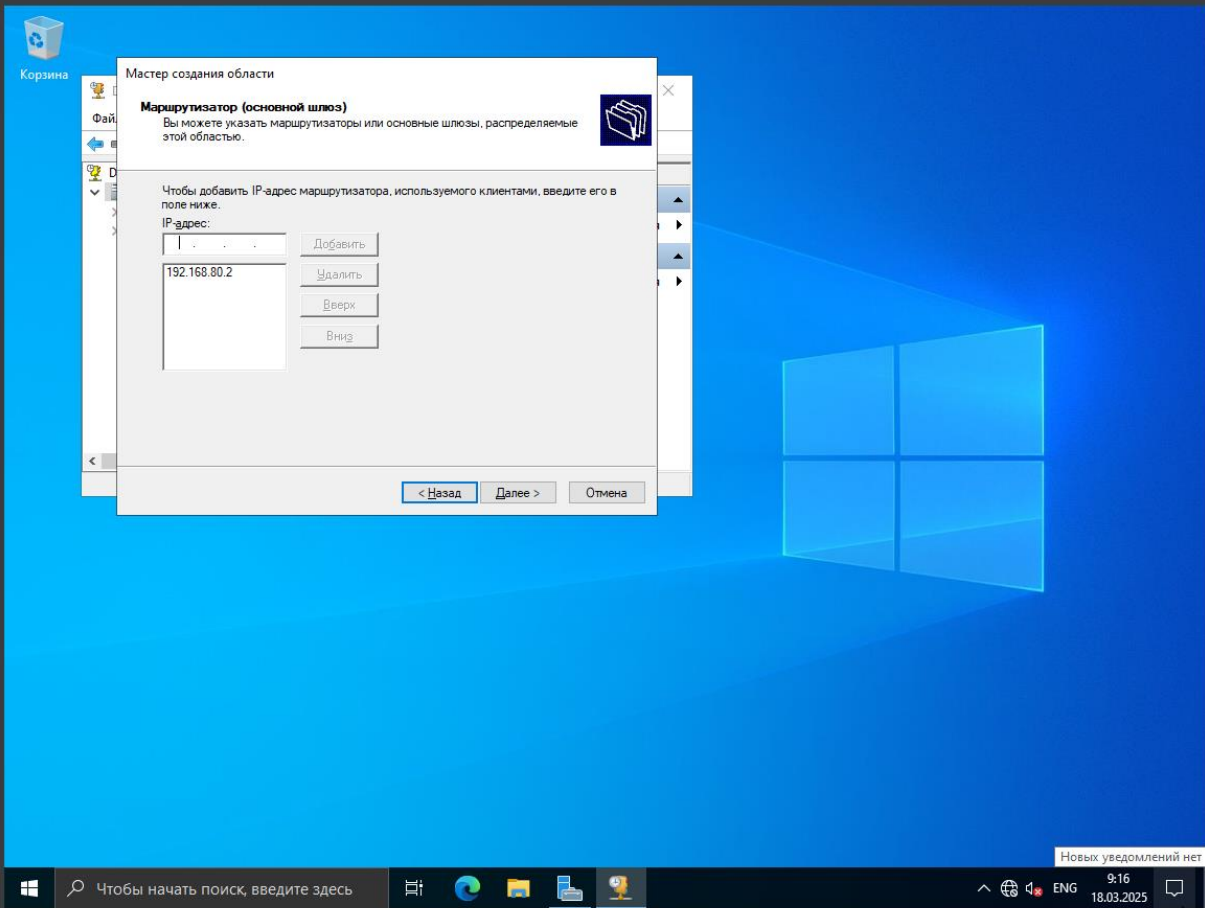 Корзина
Мастер создания области
Маршрутизатор (основной шлюз)
Вы можете указать маршрутизаторы или основные шлюзы, распределяемые
этой областью.
Чтобы добавить IP-адрес маршрутизатора, используемого клиентами, введите его в
поле ниже.
IP-адрес:
. . .
Добавить
192.168.80.2
Удалить
Вверх
Вниз
< Назад
Далее >
Отмена
Новых уведомлений нет
Чтобы начать поиск, введите здесь
ENG
9:16
18.03.2025